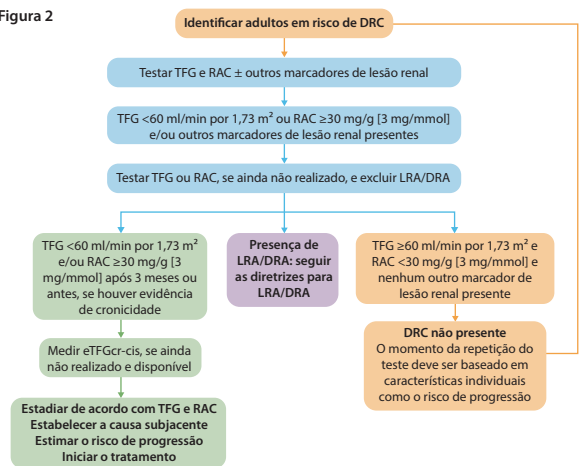 Figura 2
Identificar adultos em risco de DRC
Testar TFG e RAC ± outros marcadores de lesão renal
TFG <60 ml/min por 1,73 m² ou RAC ≥30 mg/g [3 mg/mmol]
e/ou outros marcadores de lesão renal presentes
Testar TFG ou RAC, se ainda não realizado, e excluir LRA/DRA
TFG <60 ml/min por 1,73 m²
e/ou RAC ≥30 mg/g [3
mg/mmol] após 3 meses ou
antes, se houver evidência
de cronicidade
Medir eTFGcr-cis, se ainda
não realizado e disponível
Estadiar de acordo com TFG e RAC
Estabelecer a causa subjacente
Estimar o risco de progressão
Iniciar o tratamento
Presença de
LRA/DRA: seguir
as diretrizes para
LRA/DRA
TFG ≥60 ml/min por 1,73 m² e
RAC <30 mg/g [3 mg/mmol] e
nenhum outro marcador de
lesão renal presente
DRC não presente
O momento da repetição do
teste deve ser baseado em
características individuais
como o risco de progressão